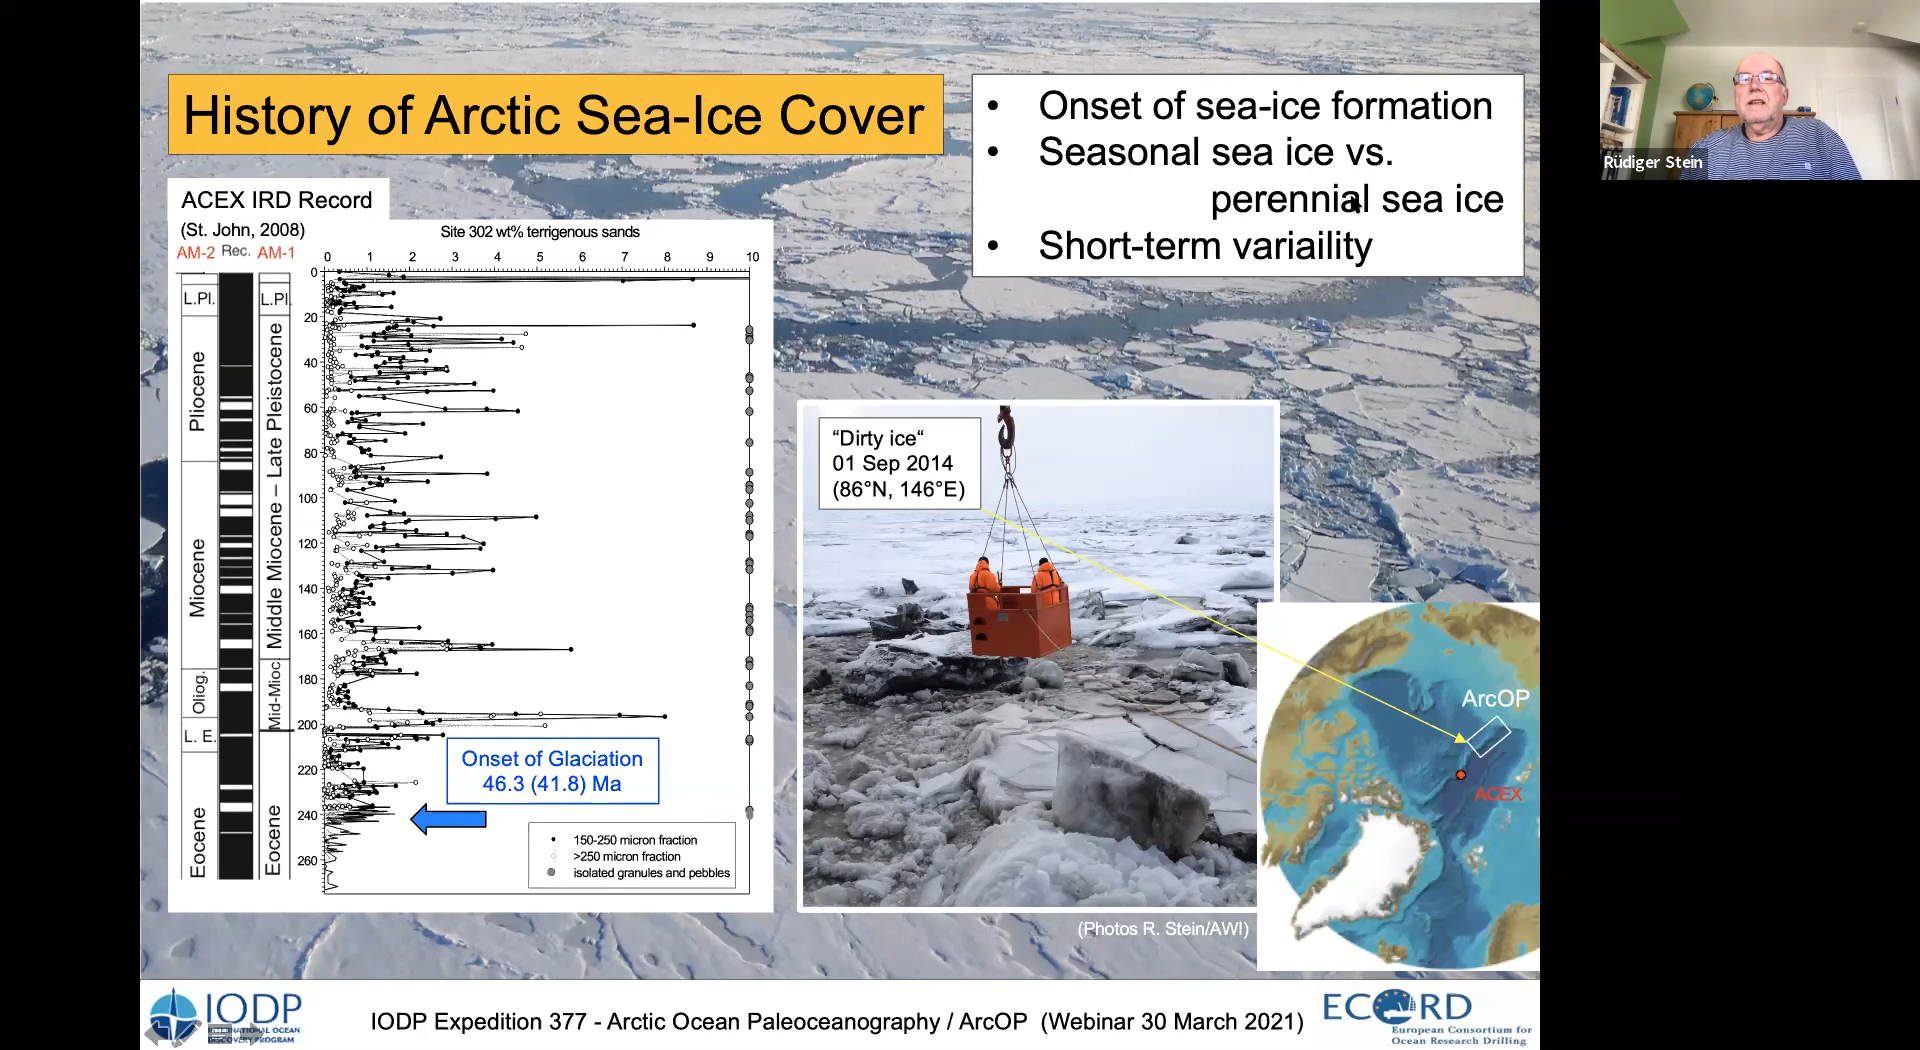 History of Arctic Sea-Ice Cover
• Onset of sea-ice formation
• Seasonal sea ice vs.
perennial sea ice
• Short-term variaility
Rüdiger Stein
ACEX IRD Record
(St. John, 2008)
AM-2 Rec. AM-1
Site 302 wt% terrigenous sands
0 1 2 3 4 5 6 7 8 9 10
0
20
40
60
80
100
120
140
160
180
200
220
240
260
L.Pl.
Pliocene
Miocene
Oliog.
L. E.
Eocene
L.Pl.
Middle Miocene – Late Pleistocene
Mid-Mioc.
Eocene
Onset of Glaciation
46.3 (41.8) Ma
150-250 micron fraction
>250 micron fraction
isolated granules and pebbles
“Dirty ice“
01 Sep 2014
(86°N, 146°E)
ArcOP
ACEX
(Photos R. Stein/AWI)
IODP
INTERNATIONAL OCEAN
DISCOVERY PROGRAM
IODP Expedition 377 - Arctic Ocean Paleoceanography / ArcOP (Webinar 30 March 2021)
ECORD
European Consortium for
Ocean Research Drilling